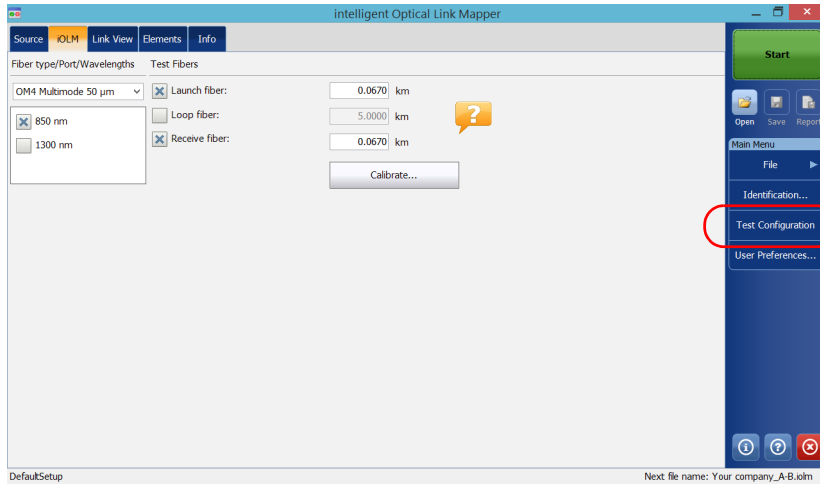 intelligent Optical Link Mapper
Source iOLM Link View Elements Info
Fiber type/Port/Wavelengths Test Fibers
OM4 Multimode 50 µm
850 nm
1300 nm
Launch fiber: 0.0670 km
Loop fiber: 5.0000 km
Receive fiber: 0.0670 km
?
Calibrate...
Start
Open Save Report
Main Menu
File
Identification...
Test Configuration
User Preferences...
i ?
DefaultSetup Next file name: Your company_A-B.iolm